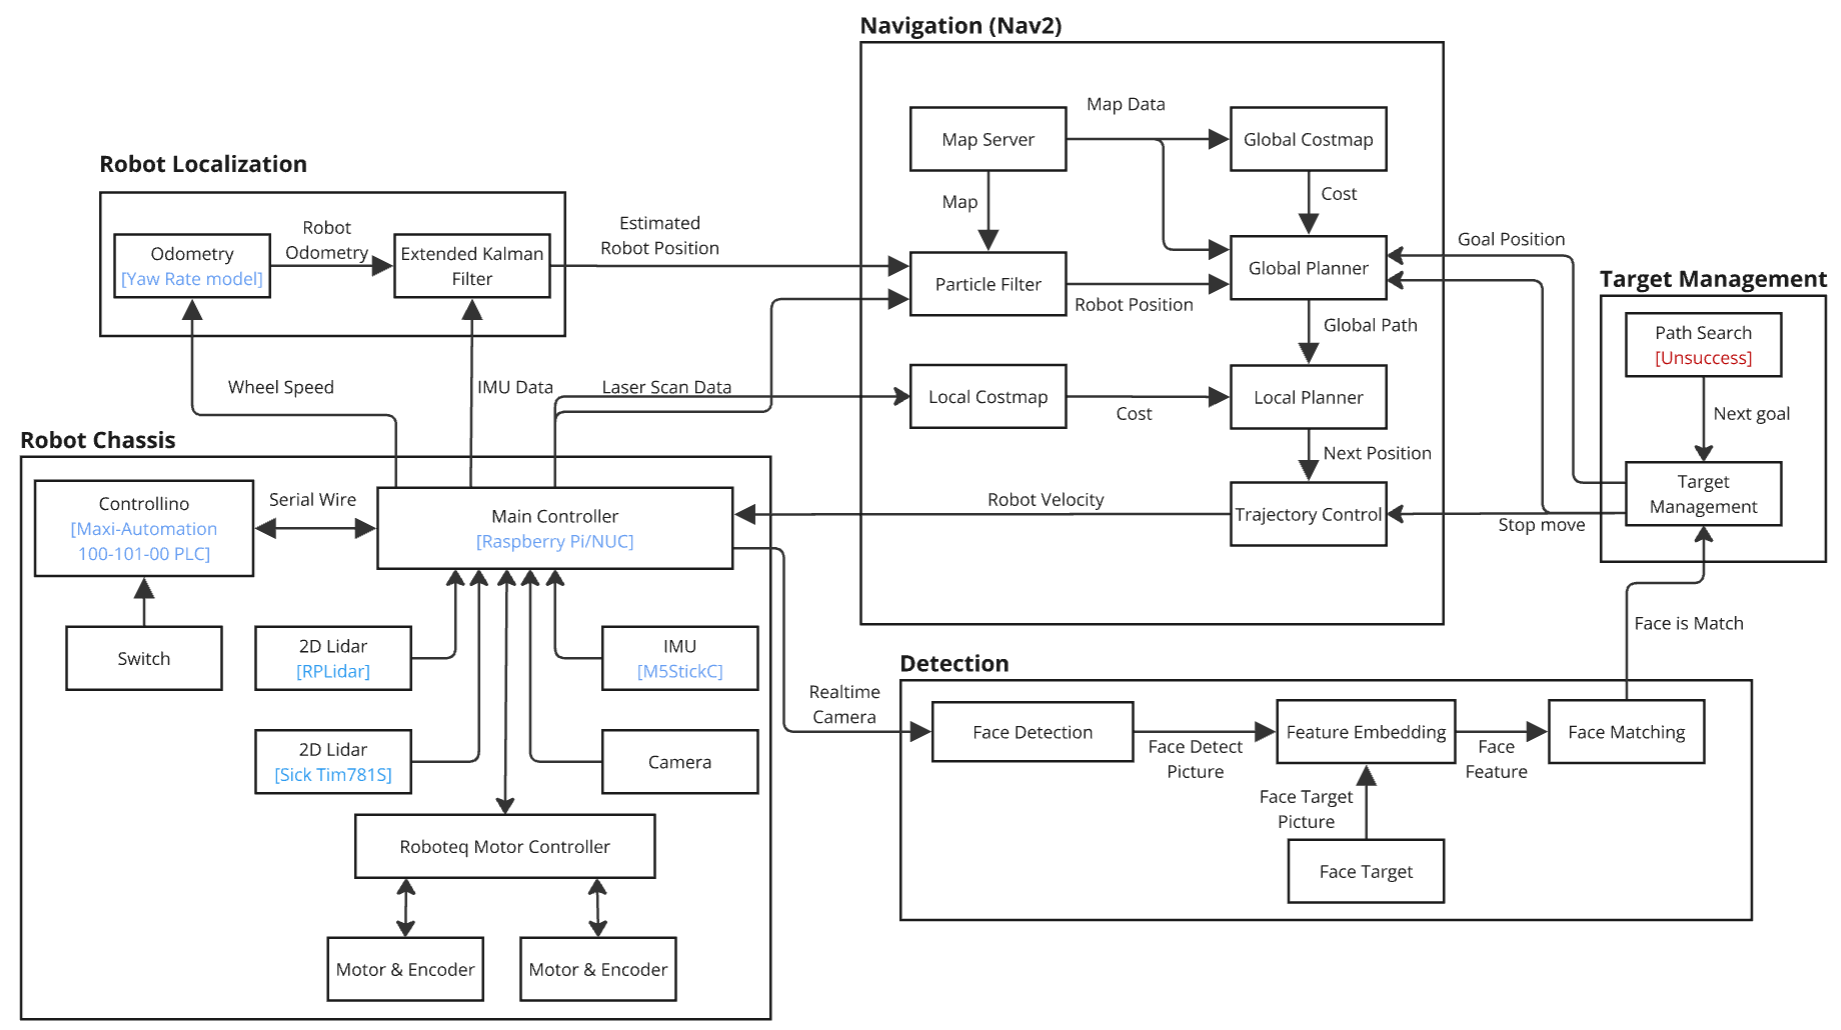 Navigation (Nav2)
Map Data
Map Server
Global Costmap
Map
Cost
Robot Localization
Robot
Odometry
Odometry
[Yaw Rate model]
Extended Kalman
Filter
Estimated
Robot Position
Particle Filter
Robot Position
Global Planner
Goal Position
Global Path
Target Management
Path Search
[Unsuccess]
Next goal
Target
Management
Stop move
Wheel Speed
IMU Data
Laser Scan Data
Local Costmap
Cost
Local Planner
Next Position
Trajectory Control
Robot Velocity
Robot Chassis
Controllino
[Maxi-Automation
100-101-00 PLC]
Serial Wire
Main Controller
[Raspberry Pi/NUC]
Switch
2D Lidar
[RPLidar]
IMU
[M5StickC]
2D Lidar
[Sick Tim781S]
Camera
Roboteq Motor Controller
Motor & Encoder
Motor & Encoder
Realtime
Camera
Face is Match
Detection
Face Detection
Face Detect
Picture
Feature Embedding
Face
Feature
Face Matching
Face Target
Picture
Face Target